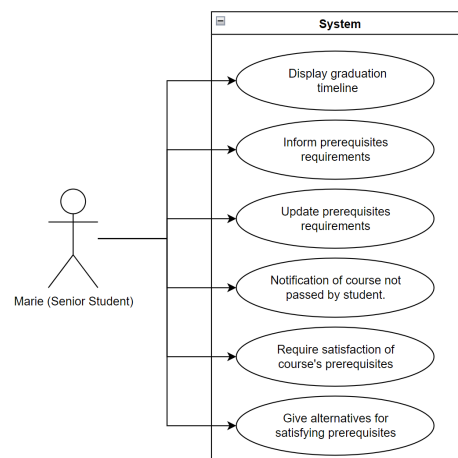 System
Display graduation
timeline
Inform prerequisites
requirements
Update prerequisites
requirements
Marie (Senior Student)
Notification of course not
passed by student.
Require satisfaction of
course's prerequisites
Give alternatives for
satisfying prerequisites